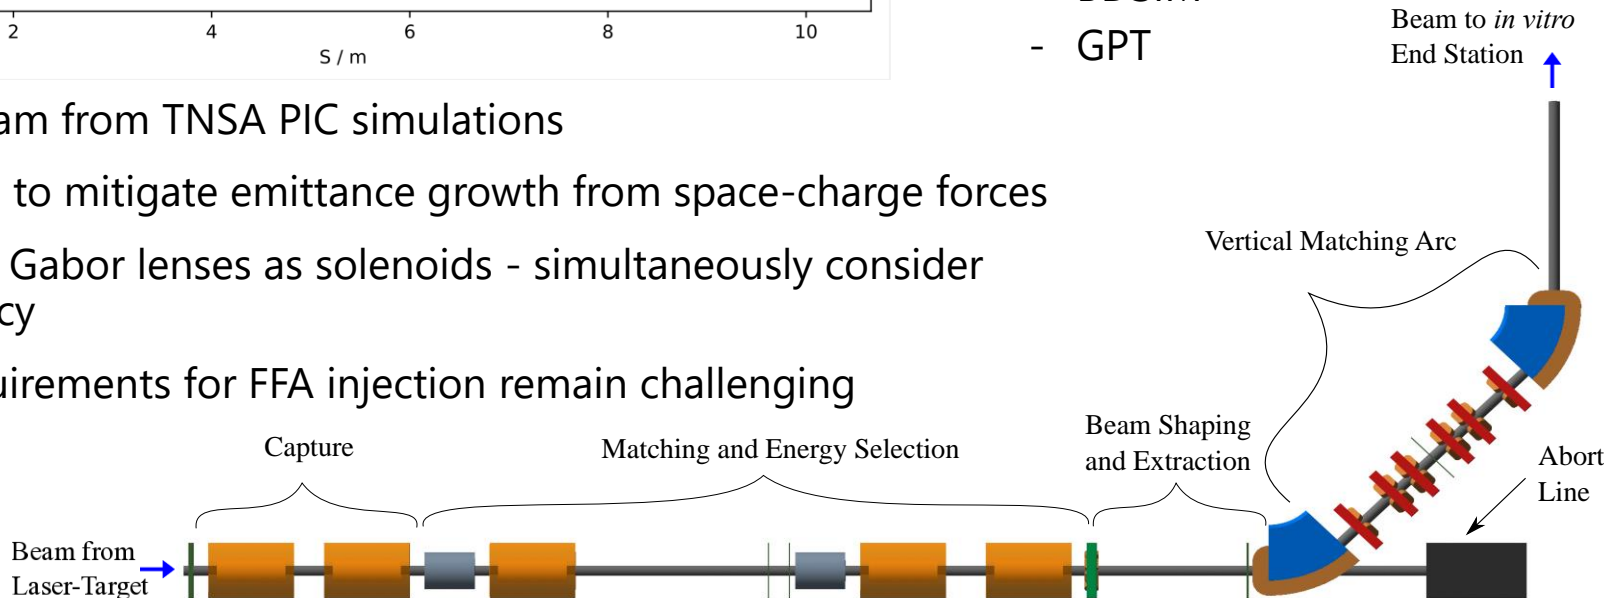 2 4 6 8 10
S / m
- GPT
Beam to in vitro
End Station
am from TNSA PIC simulations
to mitigate emittance growth from space-charge forces
Gabor lenses as solenoids - simultaneously consider
cy
Vertical Matching Arc
uirements for FFA injection remain challenging
Capture
Matching and Energy Selection
Beam Shaping
and Extraction
Abort
Line
Beam from
Laser-Target